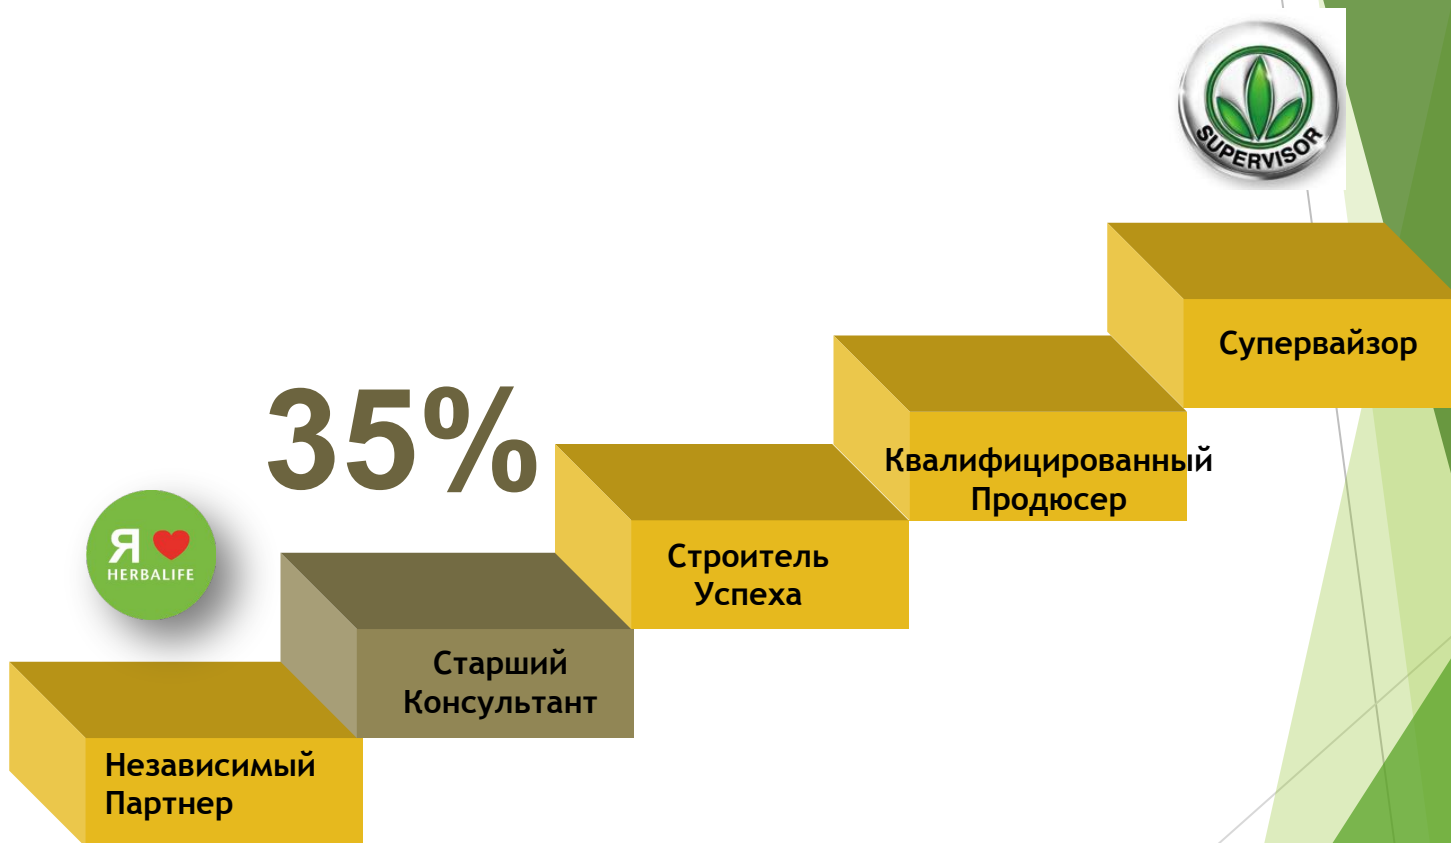 SUPERVISOR
Супервайзор
35%
Квалифицированный
Продюсер
Я
HERBALIFE
Строитель
Успеха
Старший
Консультант
Независимый
Партнер